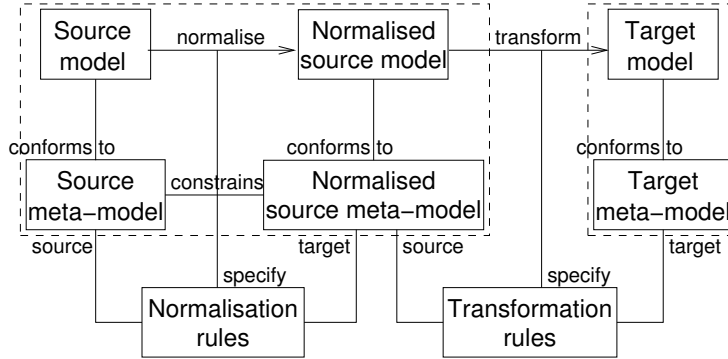 Source
model
normalise
Normalised
source model
transform
Target
model
conforms to
conforms to
conforms to
Source
meta-model
constrains
Normalised
source meta-model
Target
meta-model
source
target
source
target
specify
specify
Normalisation
rules
Transformation
rules